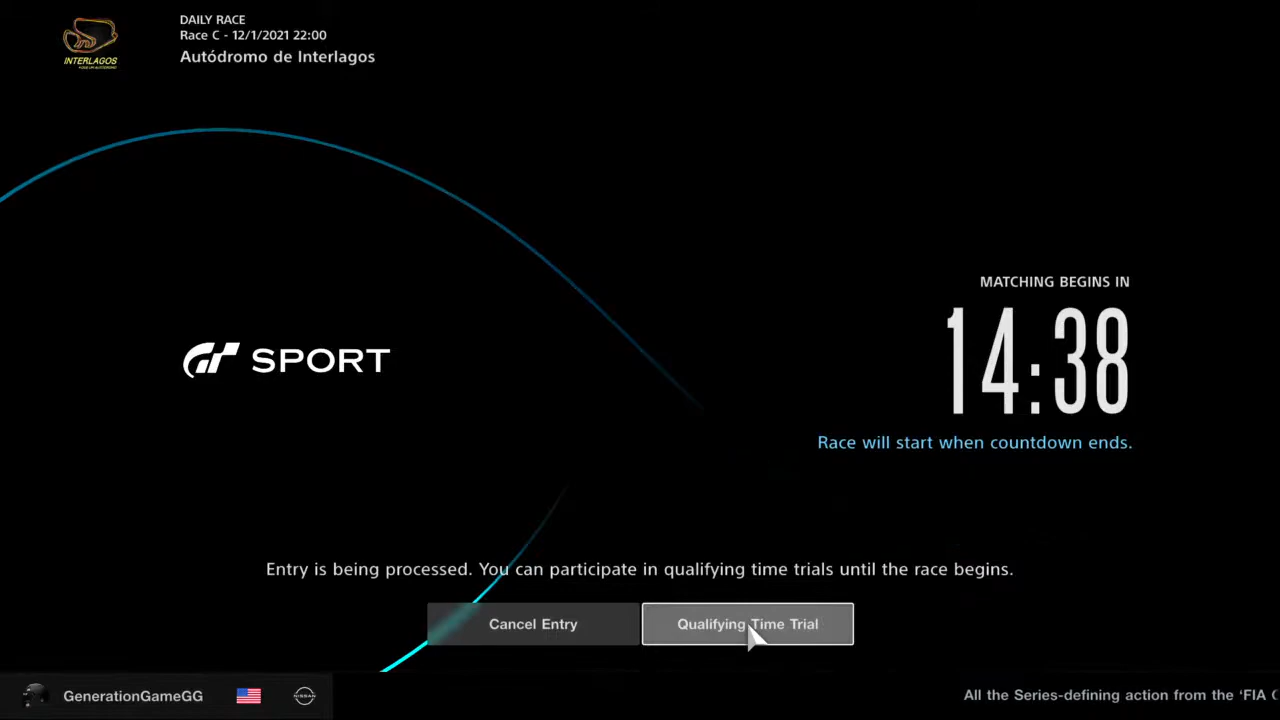 DAILY RACE
Race C - 12/1/2021 22:00
Autódromo de Interlagos
INTERLAGOS
MATCHING BEGINS IN
14:38
Race will start when countdown ends.
GT SPORT
Entry is being processed. You can participate in qualifying time trials until the race begins.
Cancel Entry
Qualifying Time Trial
GenerationGameGG
NISSAN
All the Series-defining action from the ‘FIA